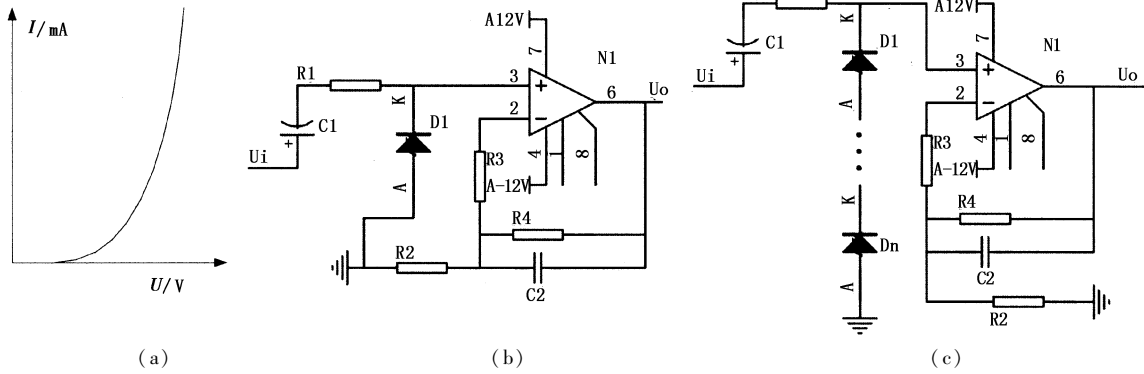 I/mA
U/V
(a)
A12V
7
N1
R1
3
+
K
2
−
6
Uo
C1
+
D1
Ui
R3
4
1
8
A
A-12V
R4
R2
C2
(b)
K
A12V
C1
D1
7
N1
+
3
+
Ui
6
Uo
A
2
−
R3
4
1
8
A-12V
K
R4
Dn
C2
A
R2
(c)